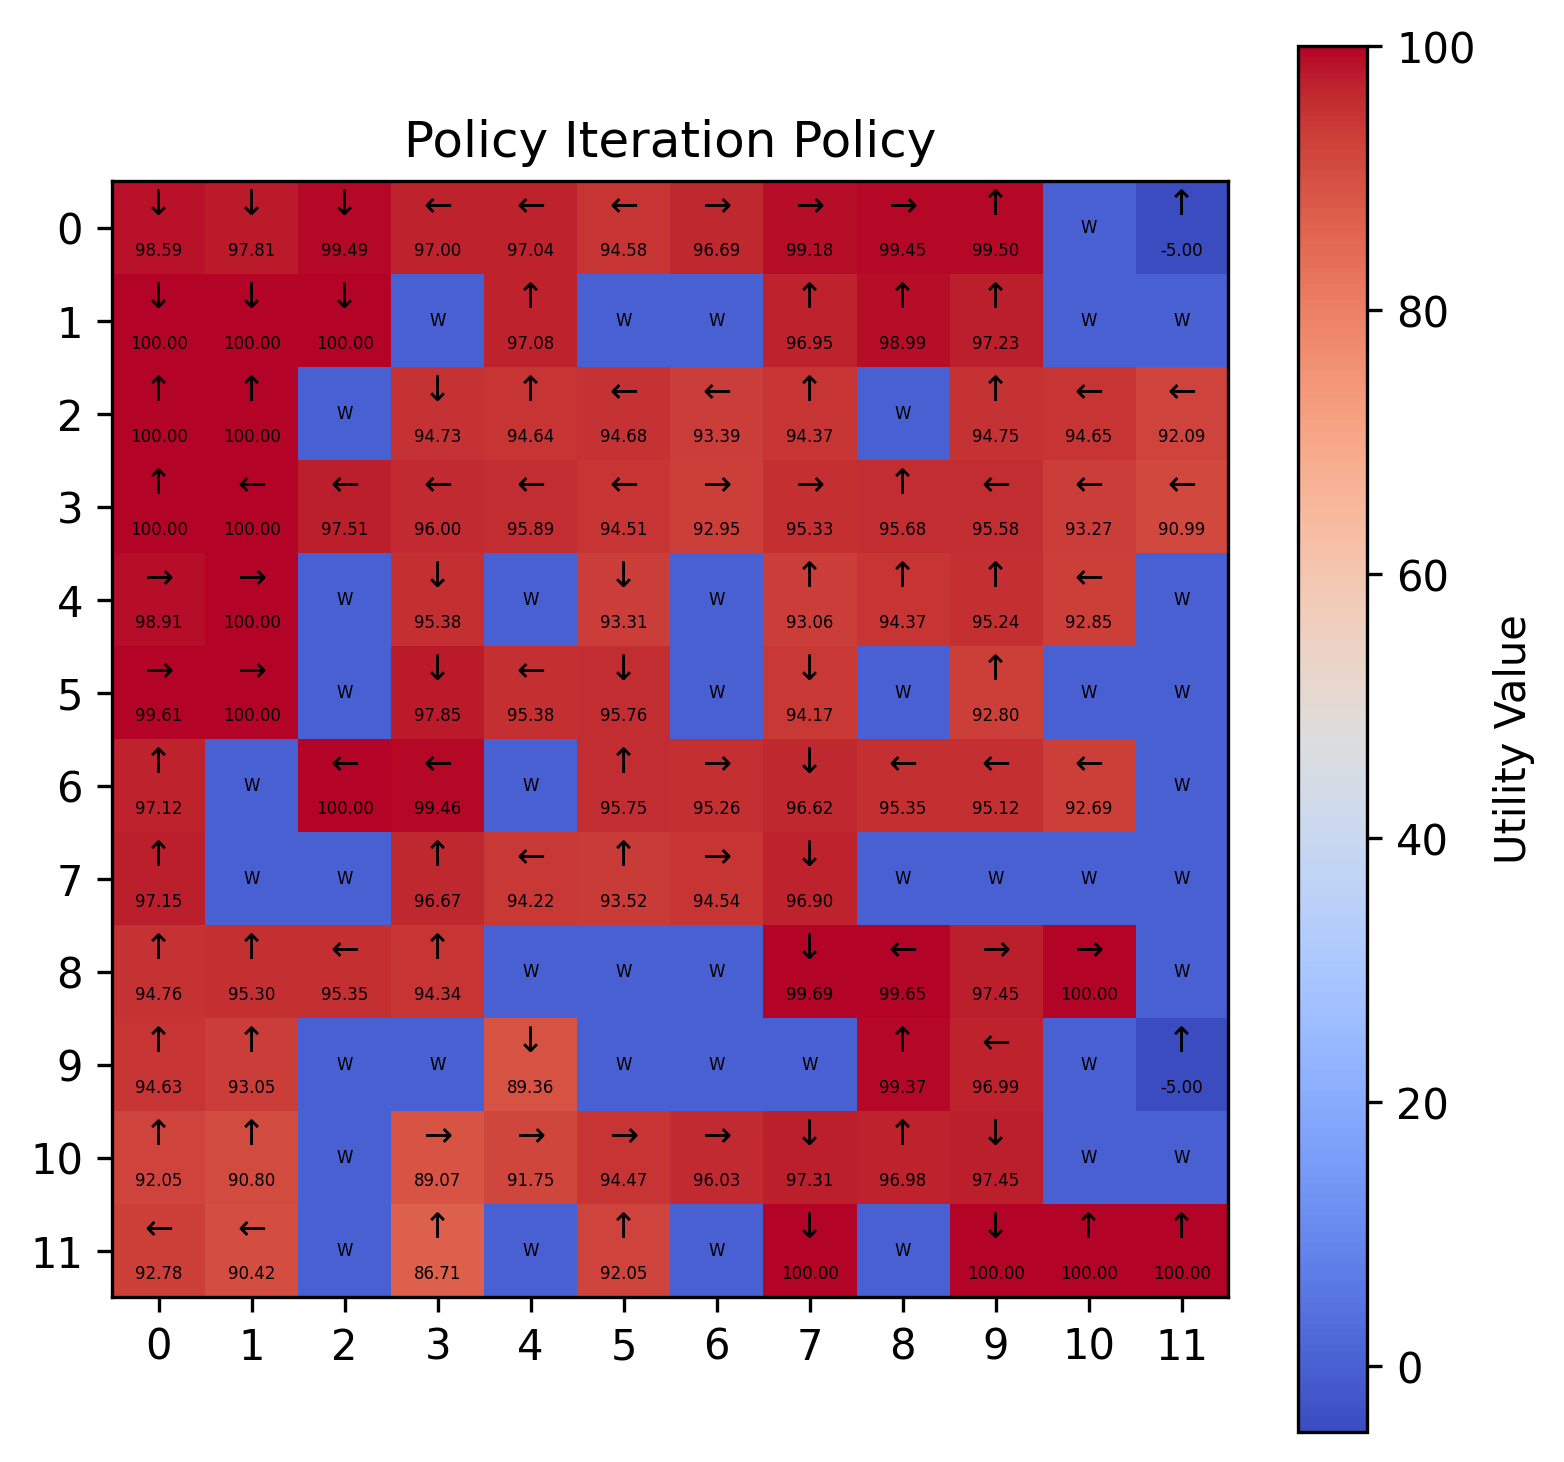 Policy Iteration Policy
100
80
60
40
20
0
Utility Value
0 ↓ ↓ ↓ ← ← ← → → → ↑ W ↑
98.59 97.81 99.49 97.00 97.04 94.58 96.69 99.18 99.45 99.50 -5.00
1 ↓ ↓ ↓ W ↑ W W ↑ ↑ ↑ W W
100.00 100.00 100.00 97.08 96.95 98.99 97.23
2 ↑ ↑ W ↓ ↑ ← ← ↑ W ↑ ← ←
100.00 100.00 94.73 94.64 94.68 93.39 94.37 94.75 94.65 92.09
3 ↑ ← ← ← ← ← → → ↑ ← ← ←
100.00 100.00 97.51 96.00 95.89 94.51 92.95 95.33 95.68 95.58 93.27 90.99
4 → → W ↓ W ↓ W ↑ ↑ ↑ ← W
98.91 100.00 95.38 93.31 93.06 94.37 95.24 92.85
5 → → W ↓ ← ↓ W ↓ W ↑ W W
99.61 100.00 97.85 95.38 95.76 94.17 92.80
6 ↑ W ← ← W ↑ → ↓ ← ← ← W
97.12 100.00 99.46 95.75 95.26 96.62 95.35 95.12 92.69
7 ↑ W W ↑ ← ↑ → ↓ W W W W
97.15 96.67 94.22 93.52 94.54 96.90
8 ↑ ↑ ← ↑ W W W ↓ ← → → W
94.76 95.30 95.35 94.34 99.69 99.65 97.45 100.00
9 ↑ ↑ W W ↓ W W W ↑ ← W ↑
94.63 93.05 89.36 99.37 96.99 -5.00
10 ↑ ↑ W → → → → ↓ ↑ ↓ W W
92.05 90.80 89.07 91.75 94.47 96.03 97.31 96.98 97.45
11 ← ← W ↑ W ↑ W ↓ W ↓ ↑ ↑
92.78 90.42 86.71 92.05 100.00 100.00 100.00 100.00
0 1 2 3 4 5 6 7 8 9 10 11